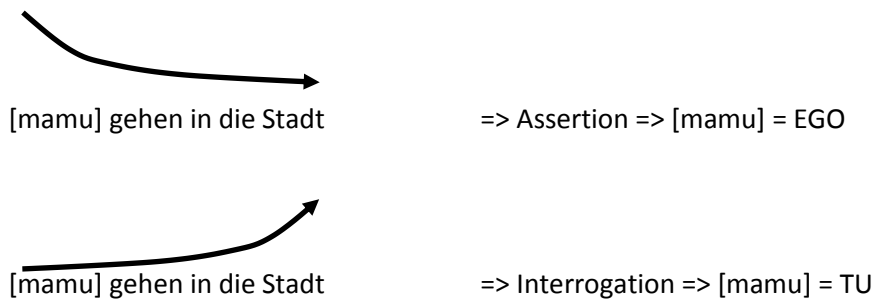 [mamu] gehen in die Stadt => Assertion => [mamu] = EGO
[mamu] gehen in die Stadt => Interrogation => [mamu] = TU